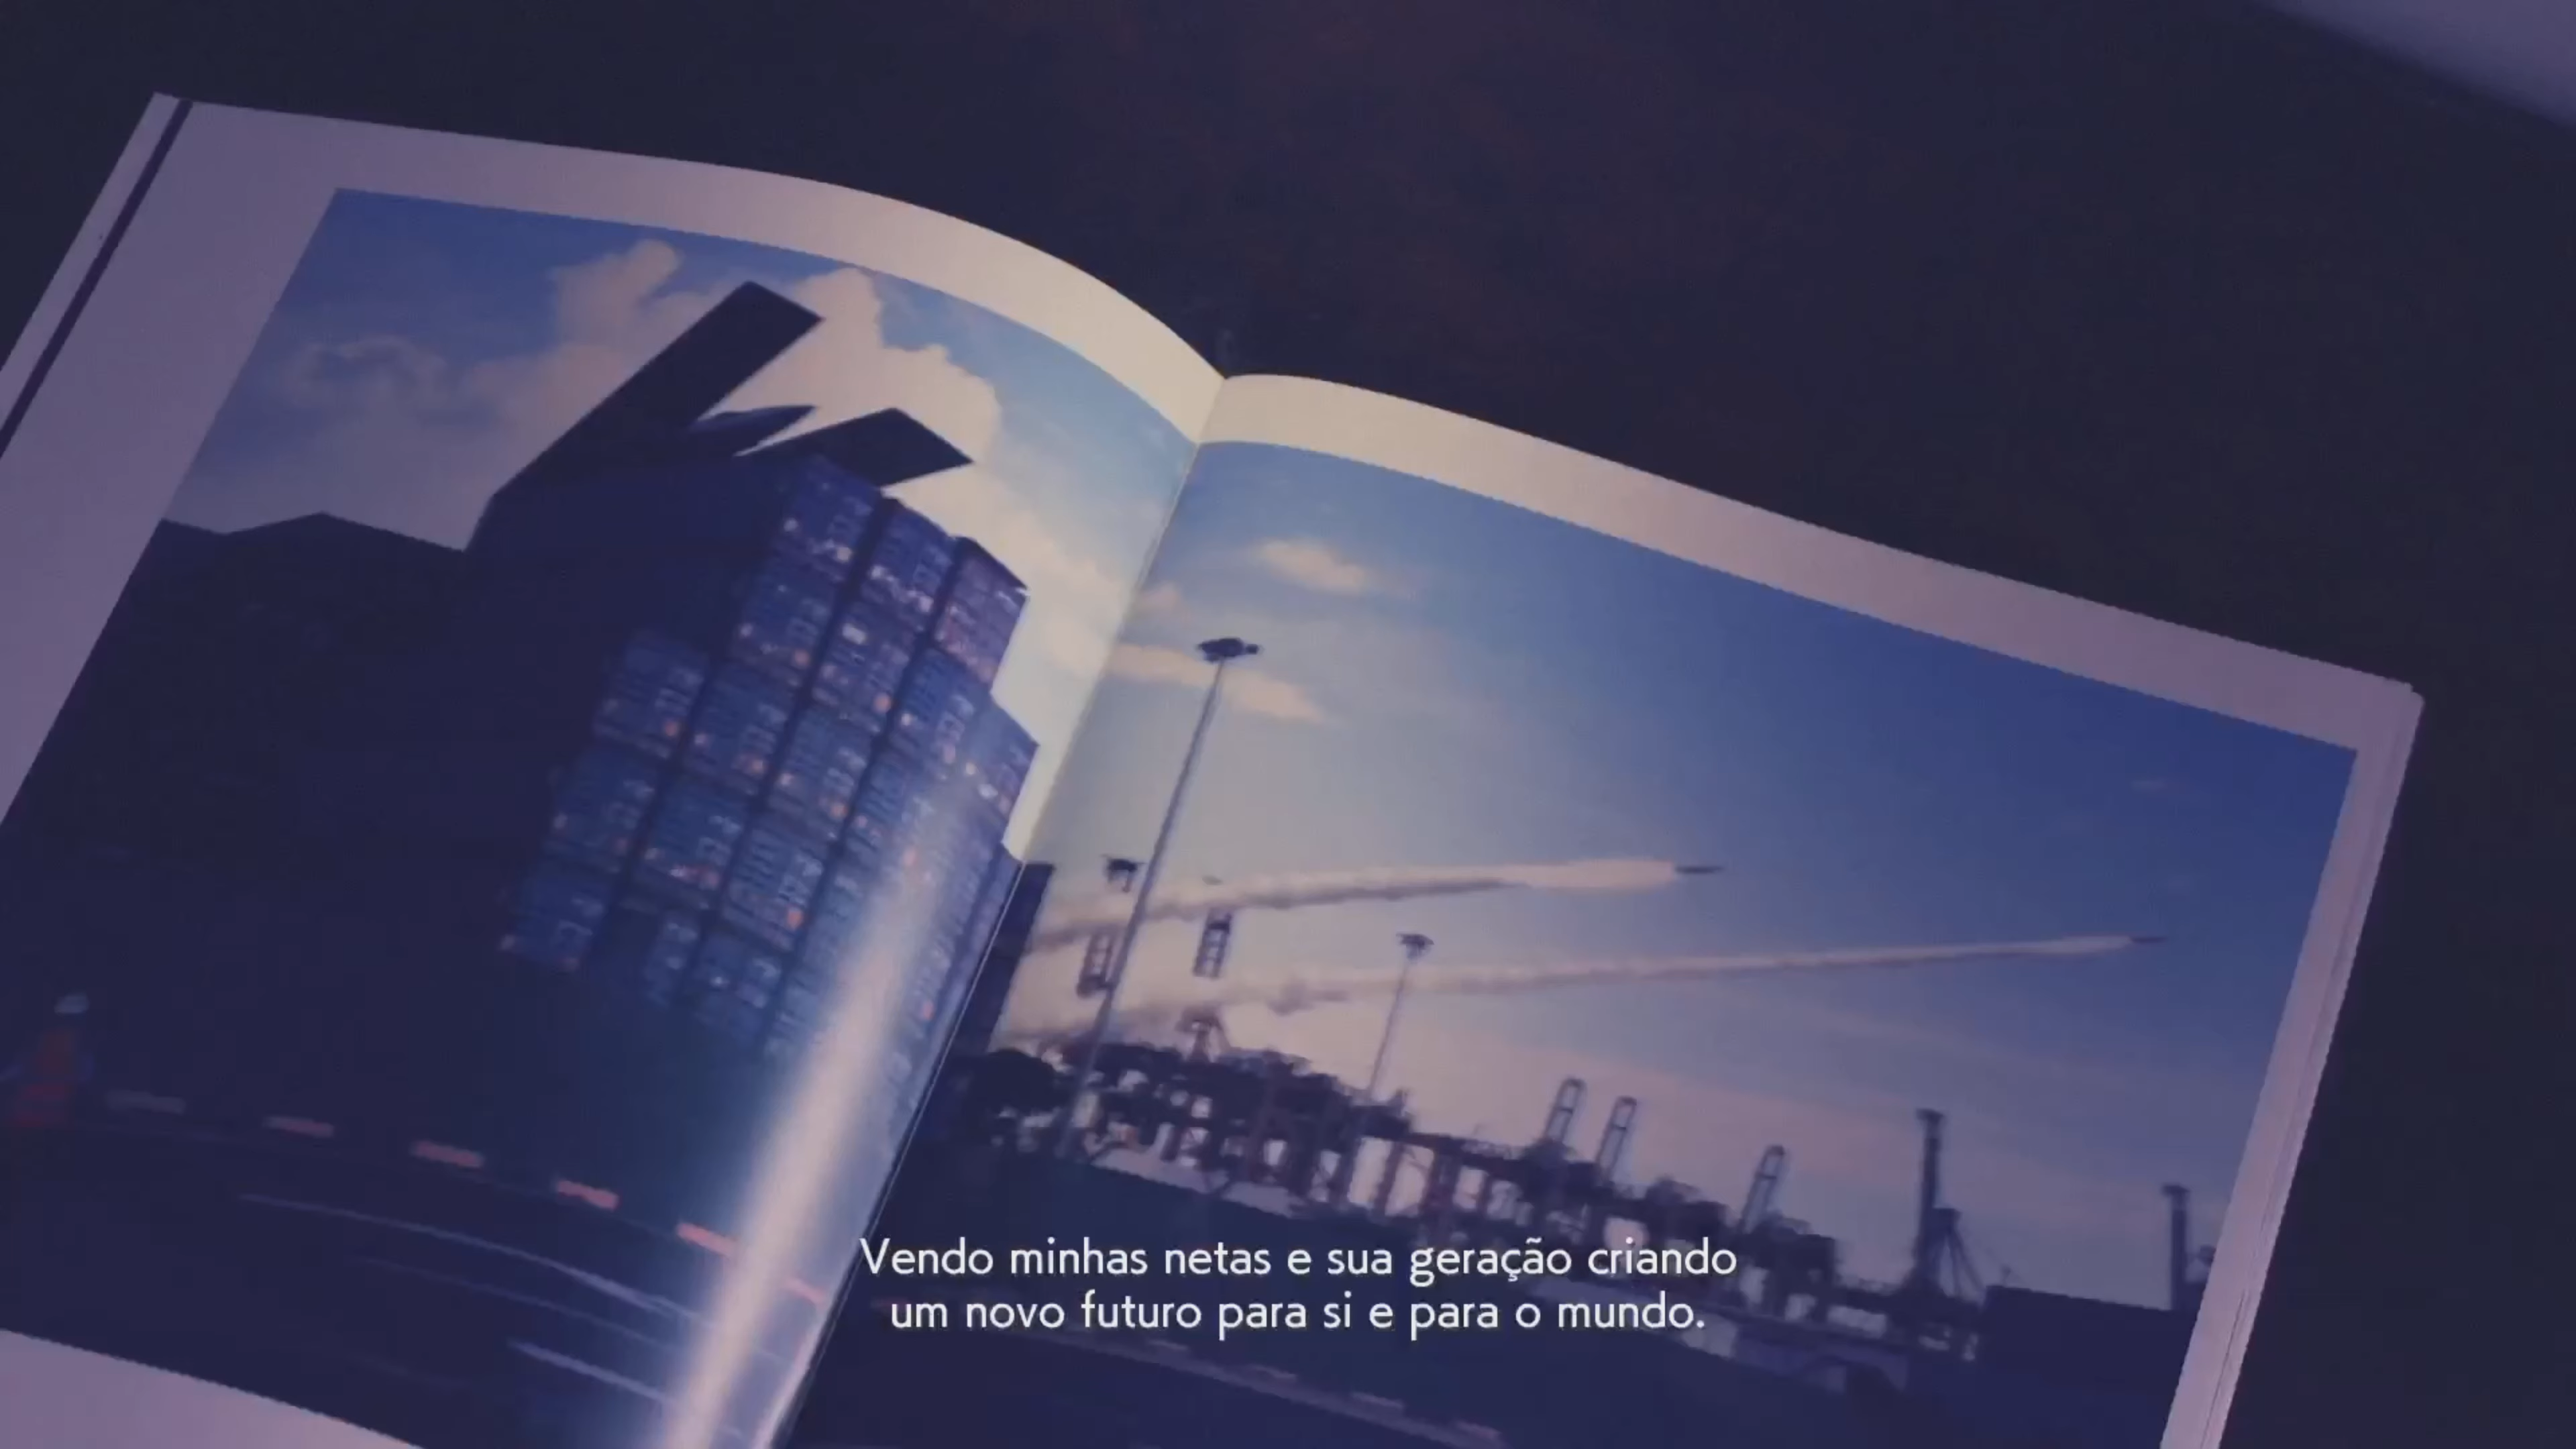 Vendo minhas netas e sua geração criando
um novo futuro para si e para o mundo.